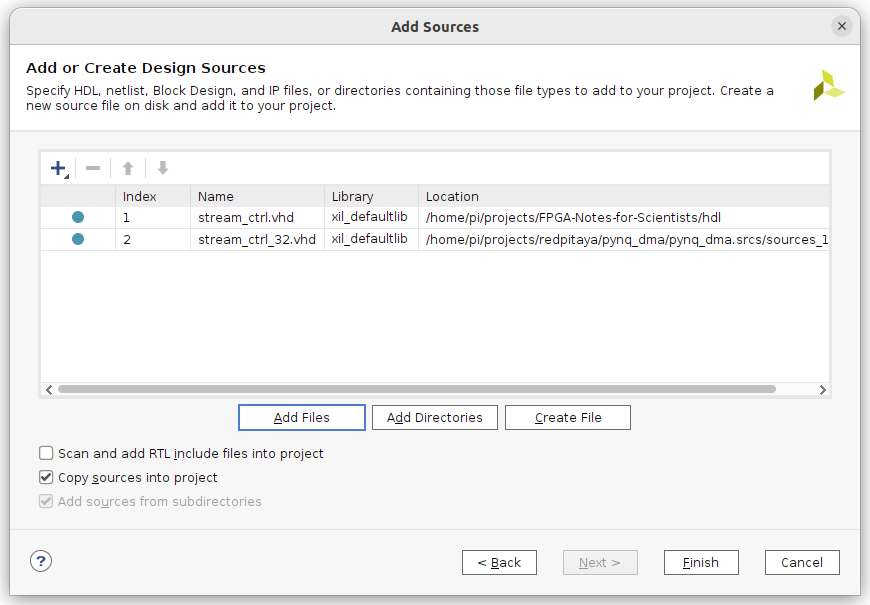 Add Sources
Add or Create Design Sources
Specify HDL, netlist, Block Design, and IP files, or directories containing those file types to add to your project. Create a
new source file on disk and add it to your project.
Index Name Library Location
1 stream_ctrl.vhd xil_defaultlib /home/pi/projects/FPGA-Notes-for-Scientists/hdl
2 stream_ctrl_32.vhd xil_defaultlib /home/pi/projects/redpitaya/pynq_dma/pynq_dma.srcs/sources_1
Add Files Add Directories Create File
Scan and add RTL include files into project
Copy sources into project
Add sources from subdirectories
? < Back Next > Finish Cancel